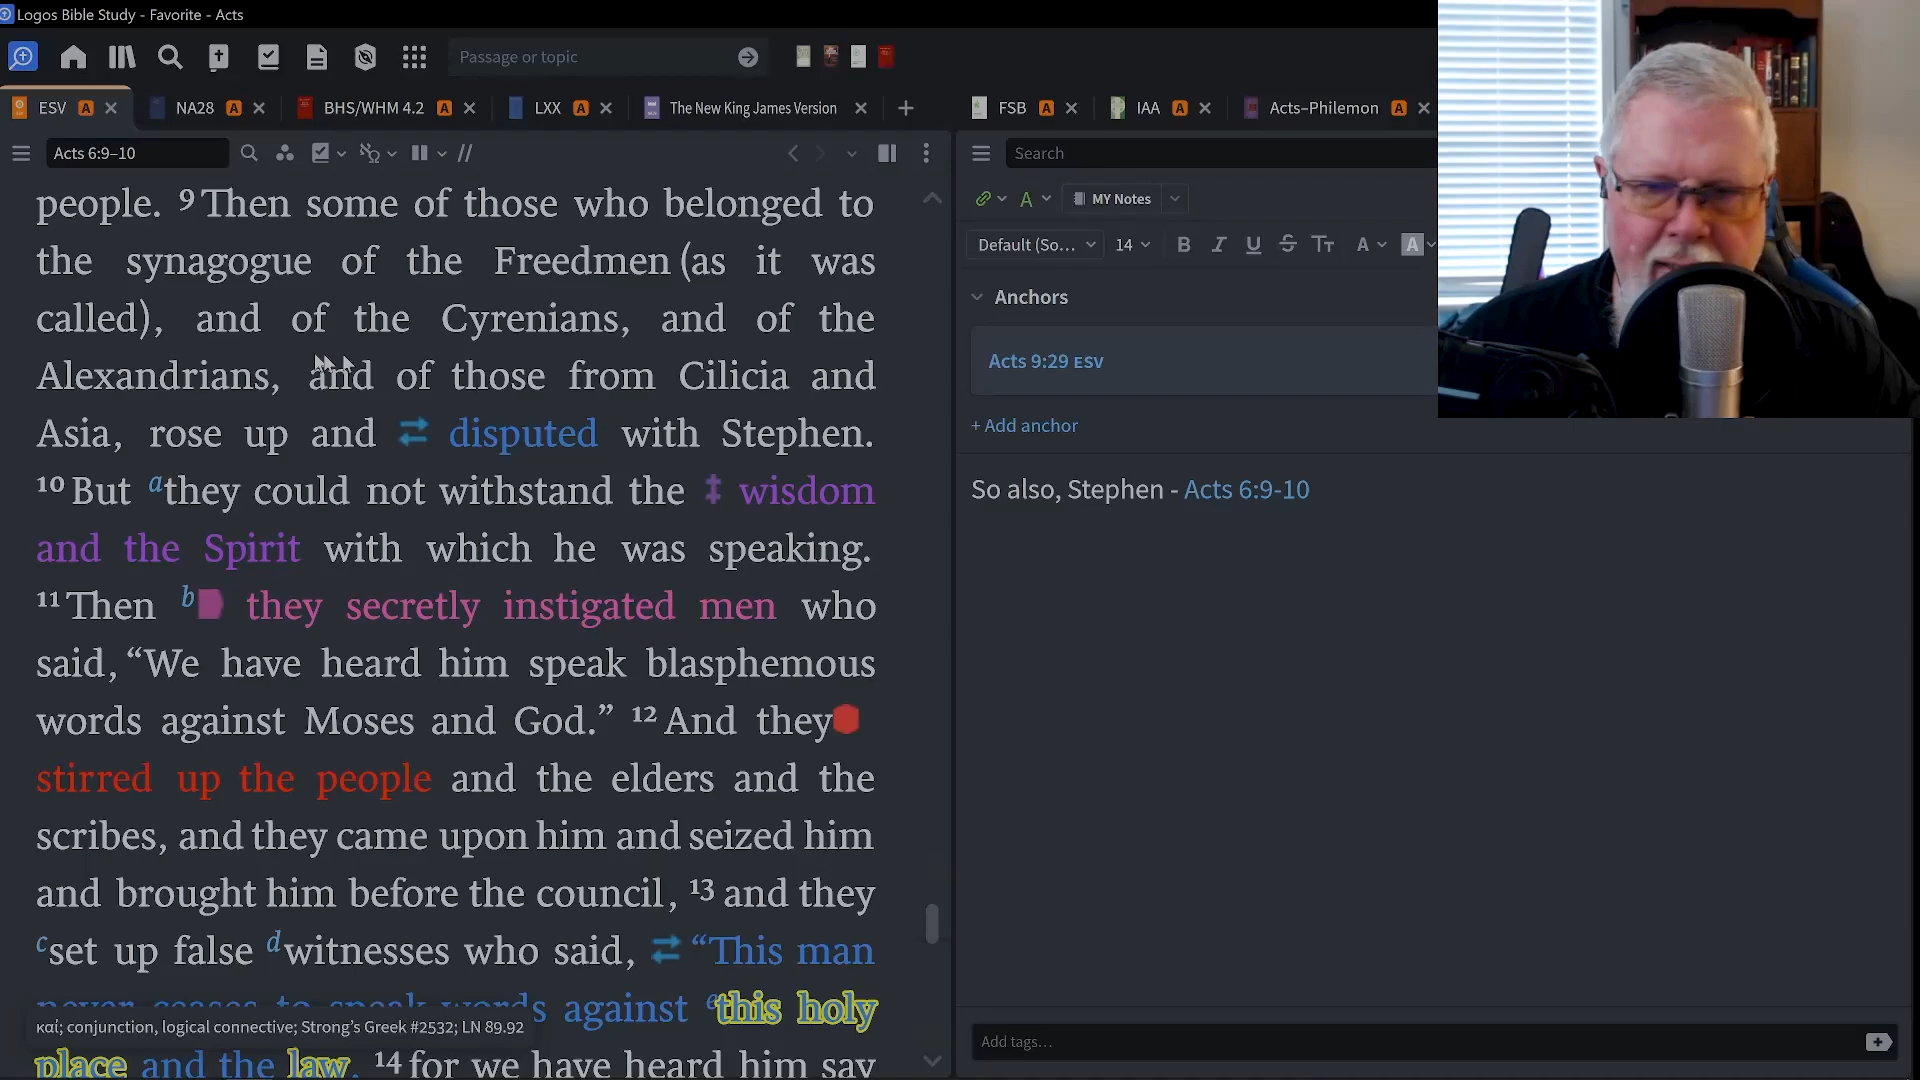 Logos Bible Study - Favorite - Acts
Passage or topic
ESV A NA28 A BHS/WHM 4.2 A LXX A The New King James Version
FSB A IAA A Acts–Philemon A
Acts 6:9–10
Search
MY Notes
Default (So... 14 B I U S Tт A A
Anchors
Acts 9:29 ESV
+ Add anchor
So also, Stephen - Acts 6:9-10
Add tags...
people. 9 Then some of those who belonged to
the synagogue of the Freedmen (as it was
called), and of the Cyrenians, and of the
Alexandrians, and of those from Cilicia and
Asia, rose up and disputed with Stephen.
10 But a they could not withstand the wisdom
and the Spirit with which he was speaking.
11 Then b they secretly instigated men who
said, “We have heard him speak blasphemous
words against Moses and God.” 12 And they
stirred up the people and the elders and the
scribes, and they came upon him and seized him
and brought him before the council, 13 and they
c set up false d witnesses who said, “This man
never ceases to speak words against e this holy
place and the law, 14 for we have heard him say
καί; conjunction, logical connective; Strong’s Greek #2532; LN 89.92